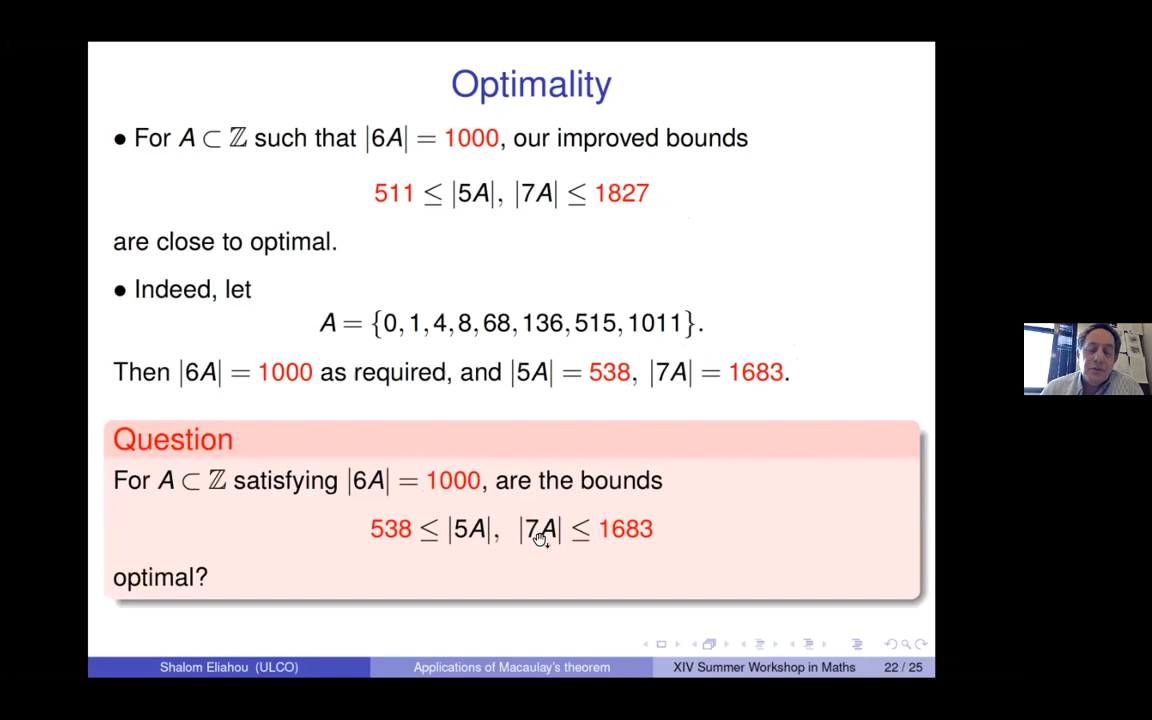 Optimality
• For A ⊂ ℤ such that |6A| = 1000, our improved bounds
511 ≤ |5A|, |7A| ≤ 1827
are close to optimal.
• Indeed, let
A = {0, 1, 4, 8, 68, 136, 515, 1011}.
Then |6A| = 1000 as required, and |5A| = 538, |7A| = 1683.
Question
For A ⊂ ℤ satisfying |6A| = 1000, are the bounds
538 ≤ |5A|, |7A| ≤ 1683
optimal?
Shalom Eliahou (ULCO) Applications of Macaulay's theorem XIV Summer Workshop in Maths 22 / 25